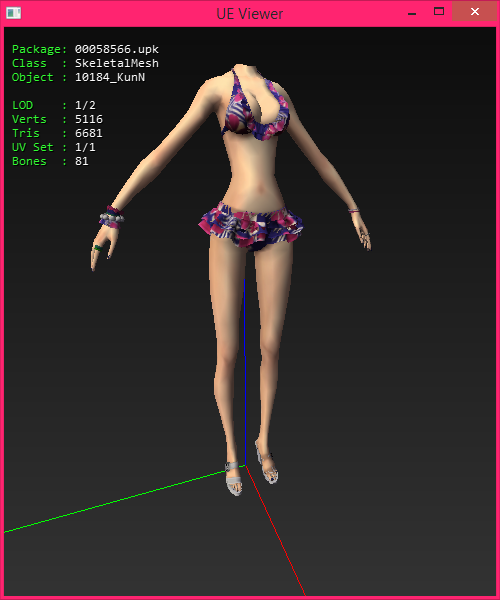 UE Viewer
Package: 00058566.upk
Class : SkeletalMesh
Object : 10184_KunN
LOD : 1/2
Verts : 5116
Tris : 6681
UV Set : 1/1
Bones : 81